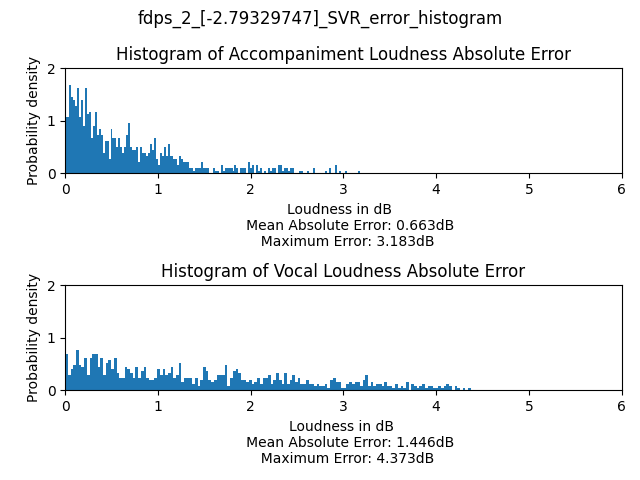 fdps_2_[-2.79329747]_SVR_error_histogram
Histogram of Accompaniment Loudness Absolute Error
Probability density
2
1
0
0 1 2 3 4 5 6
Loudness in dB
Mean Absolute Error: 0.663dB
Maximum Error: 3.183dB
Histogram of Vocal Loudness Absolute Error
Probability density
2
1
0
0 1 2 3 4 5 6
Loudness in dB
Mean Absolute Error: 1.446dB
Maximum Error: 4.373dB